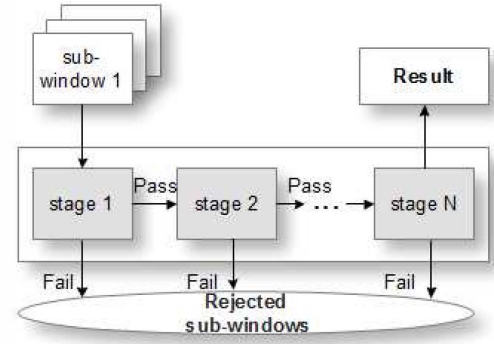 sub-
window 1
Result
stage 1
Pass
stage 2
Pass
...
stage N
Fail
Fail
Fail
Rejected
sub-windows